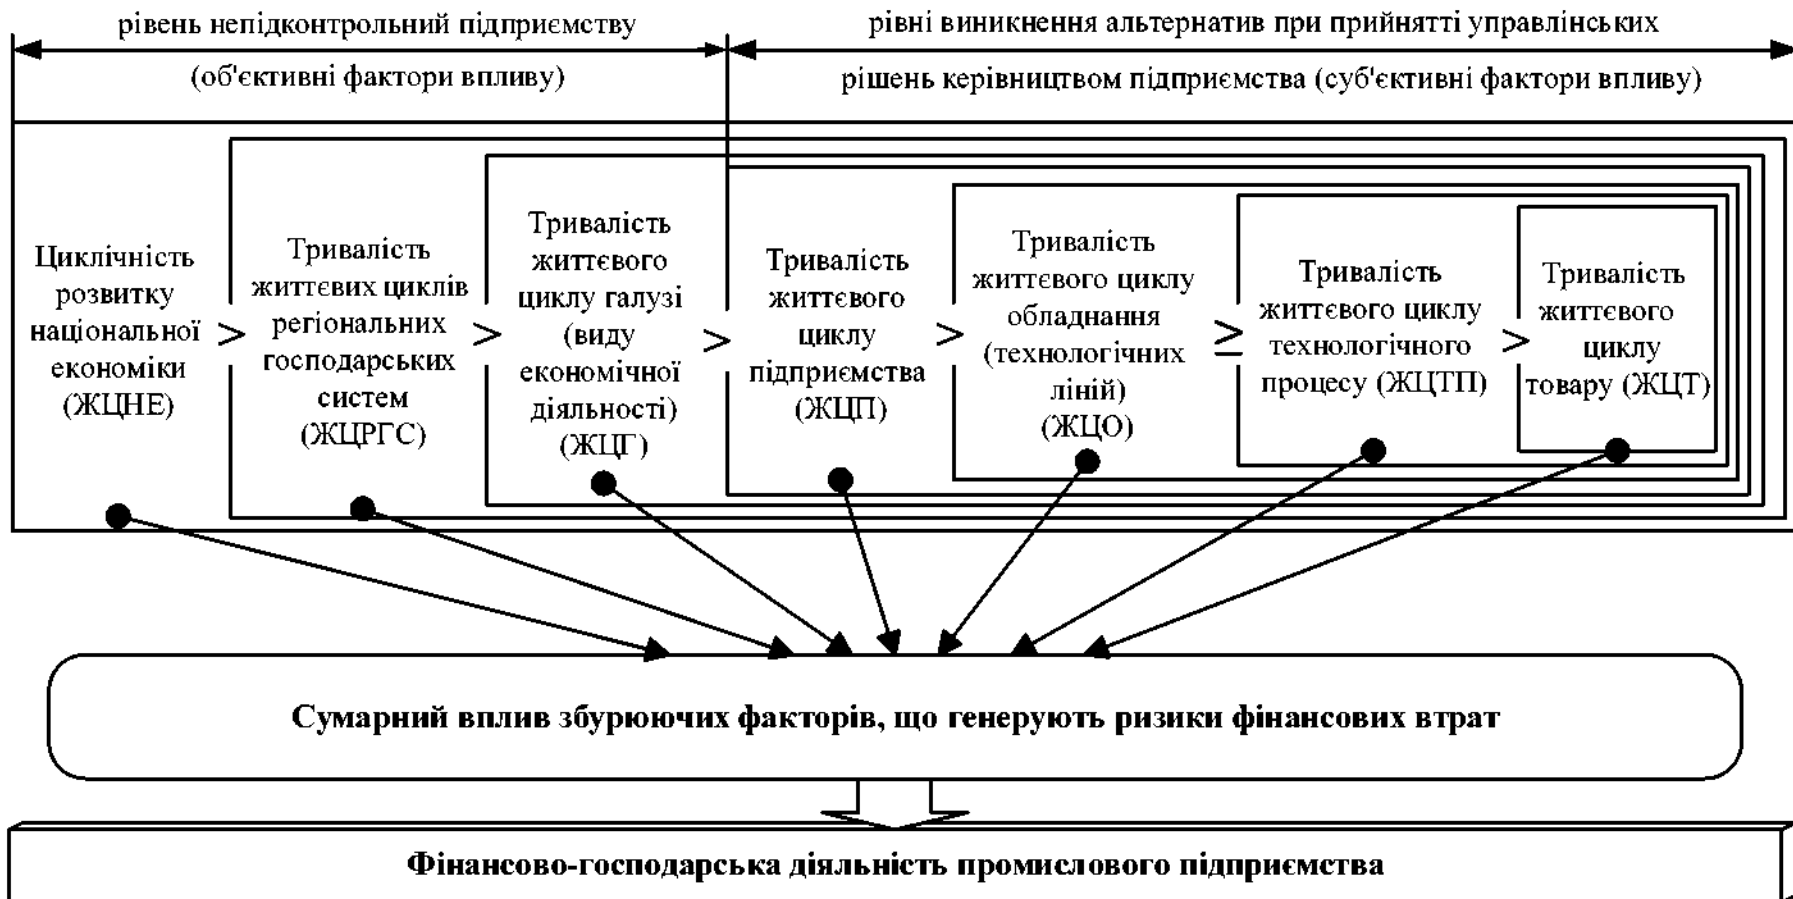 рівень непідконтрольний підприємству
(об'єктивні фактори впливу)
рівні виникнення альтернатив при прийнятті управлінських
рішень керівництвом підприємства (суб'єктивні фактори впливу)
Циклічність
розвитку
національної
економіки
(ЖЦНЕ)
>
Тривалість
життєвих циклів
регіональних
господарських
систем
(ЖЦРГС)
>
Тривалість
життєвого
циклу галузі
(виду
економічної
діяльності)
(ЖЦГ)
>
Тривалість
життєвого
циклу
підприємства
(ЖЦП)
>
Тривалість
життєвого циклу
обладнання
(технологічних
ліній)
(ЖЦО)
≥
Тривалість
життєвого циклу
технологічного
процесу (ЖЦТП)
>
Тривалість
життєвого
циклу
товару (ЖЦТ)
Сумарний вплив збурюючих факторів, що генерують ризики фінансових втрат
Фінансово-господарська діяльність промислового підприємства